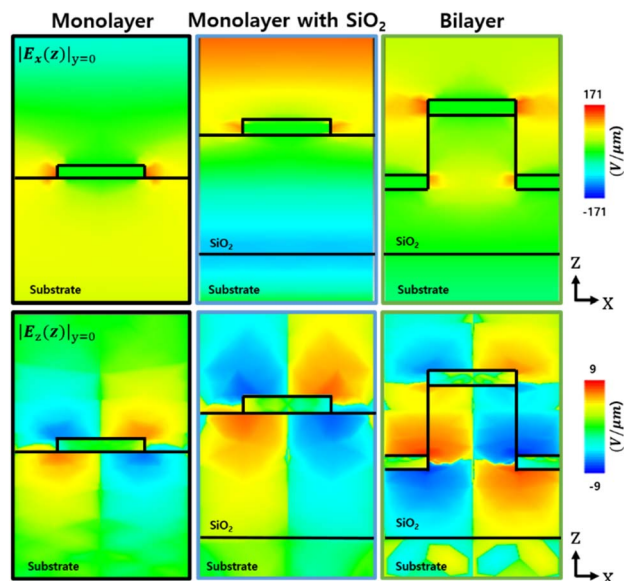 Monolayer
Monolayer with SiO₂
Bilayer
|Eₓ(z)|y=0
Substrate
SiO₂
Substrate
SiO₂
Substrate
171
(V/μm)
-171
Z
X
|E_z(z)|y=0
Substrate
SiO₂
Substrate
SiO₂
Substrate
9
(V/μm)
-9
Z
X